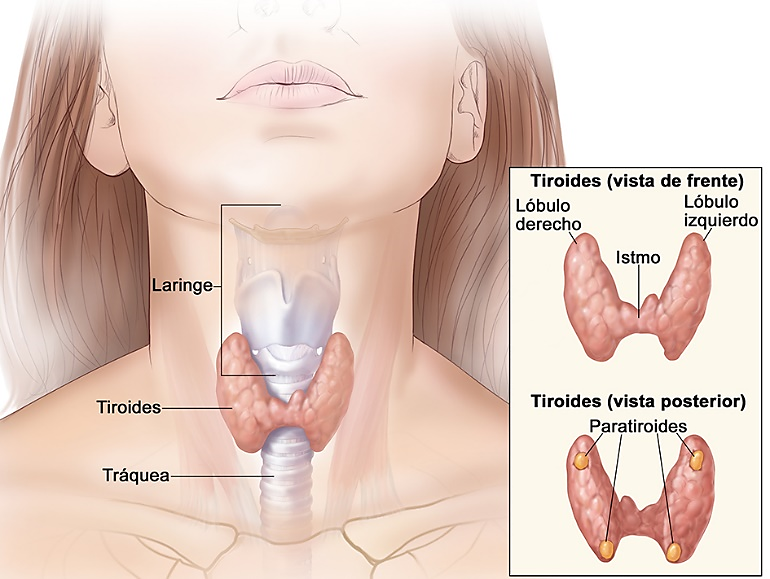 Laringe
Tiroides
Tráquea
Tiroides (vista de frente)
Lóbulo
derecho
Lóbulo
izquierdo
Istmo
Tiroides (vista posterior)
Paratiroides